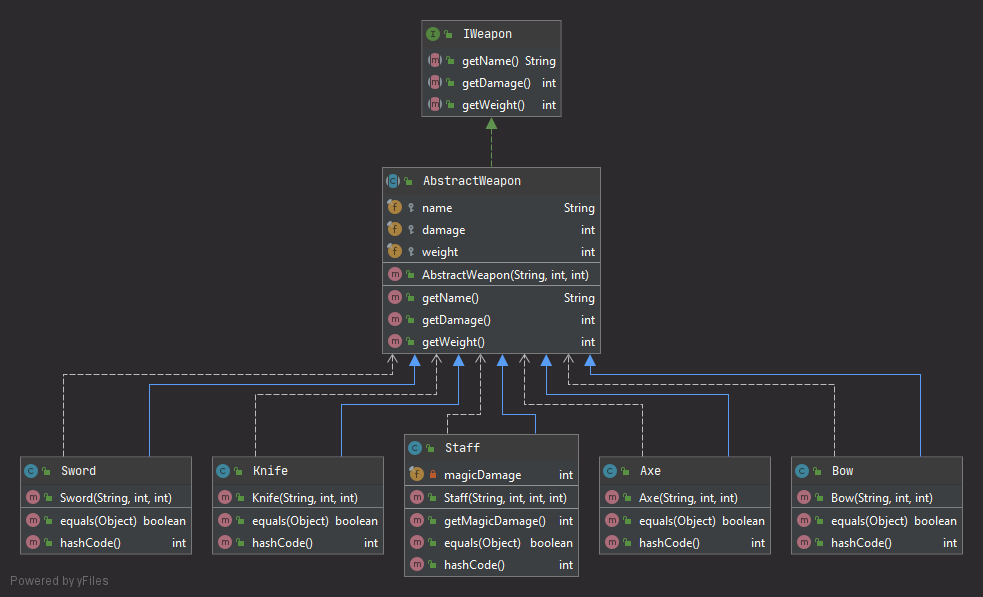 IWeapon
getName() String
getDamage() int
getWeight() int
AbstractWeapon
name String
damage int
weight int
AbstractWeapon(String, int, int)
getName() String
getDamage() int
getWeight() int
Sword
Sword(String, int, int)
equals(Object) boolean
hashCode() int
Knife
Knife(String, int, int)
equals(Object) boolean
hashCode() int
Staff
magicDamage int
Staff(String, int, int, int)
getMagicDamage() int
equals(Object) boolean
hashCode() int
Axe
Axe(String, int, int)
equals(Object) boolean
hashCode() int
Bow
Bow(String, int, int)
equals(Object) boolean
hashCode() int
Powered by yFiles